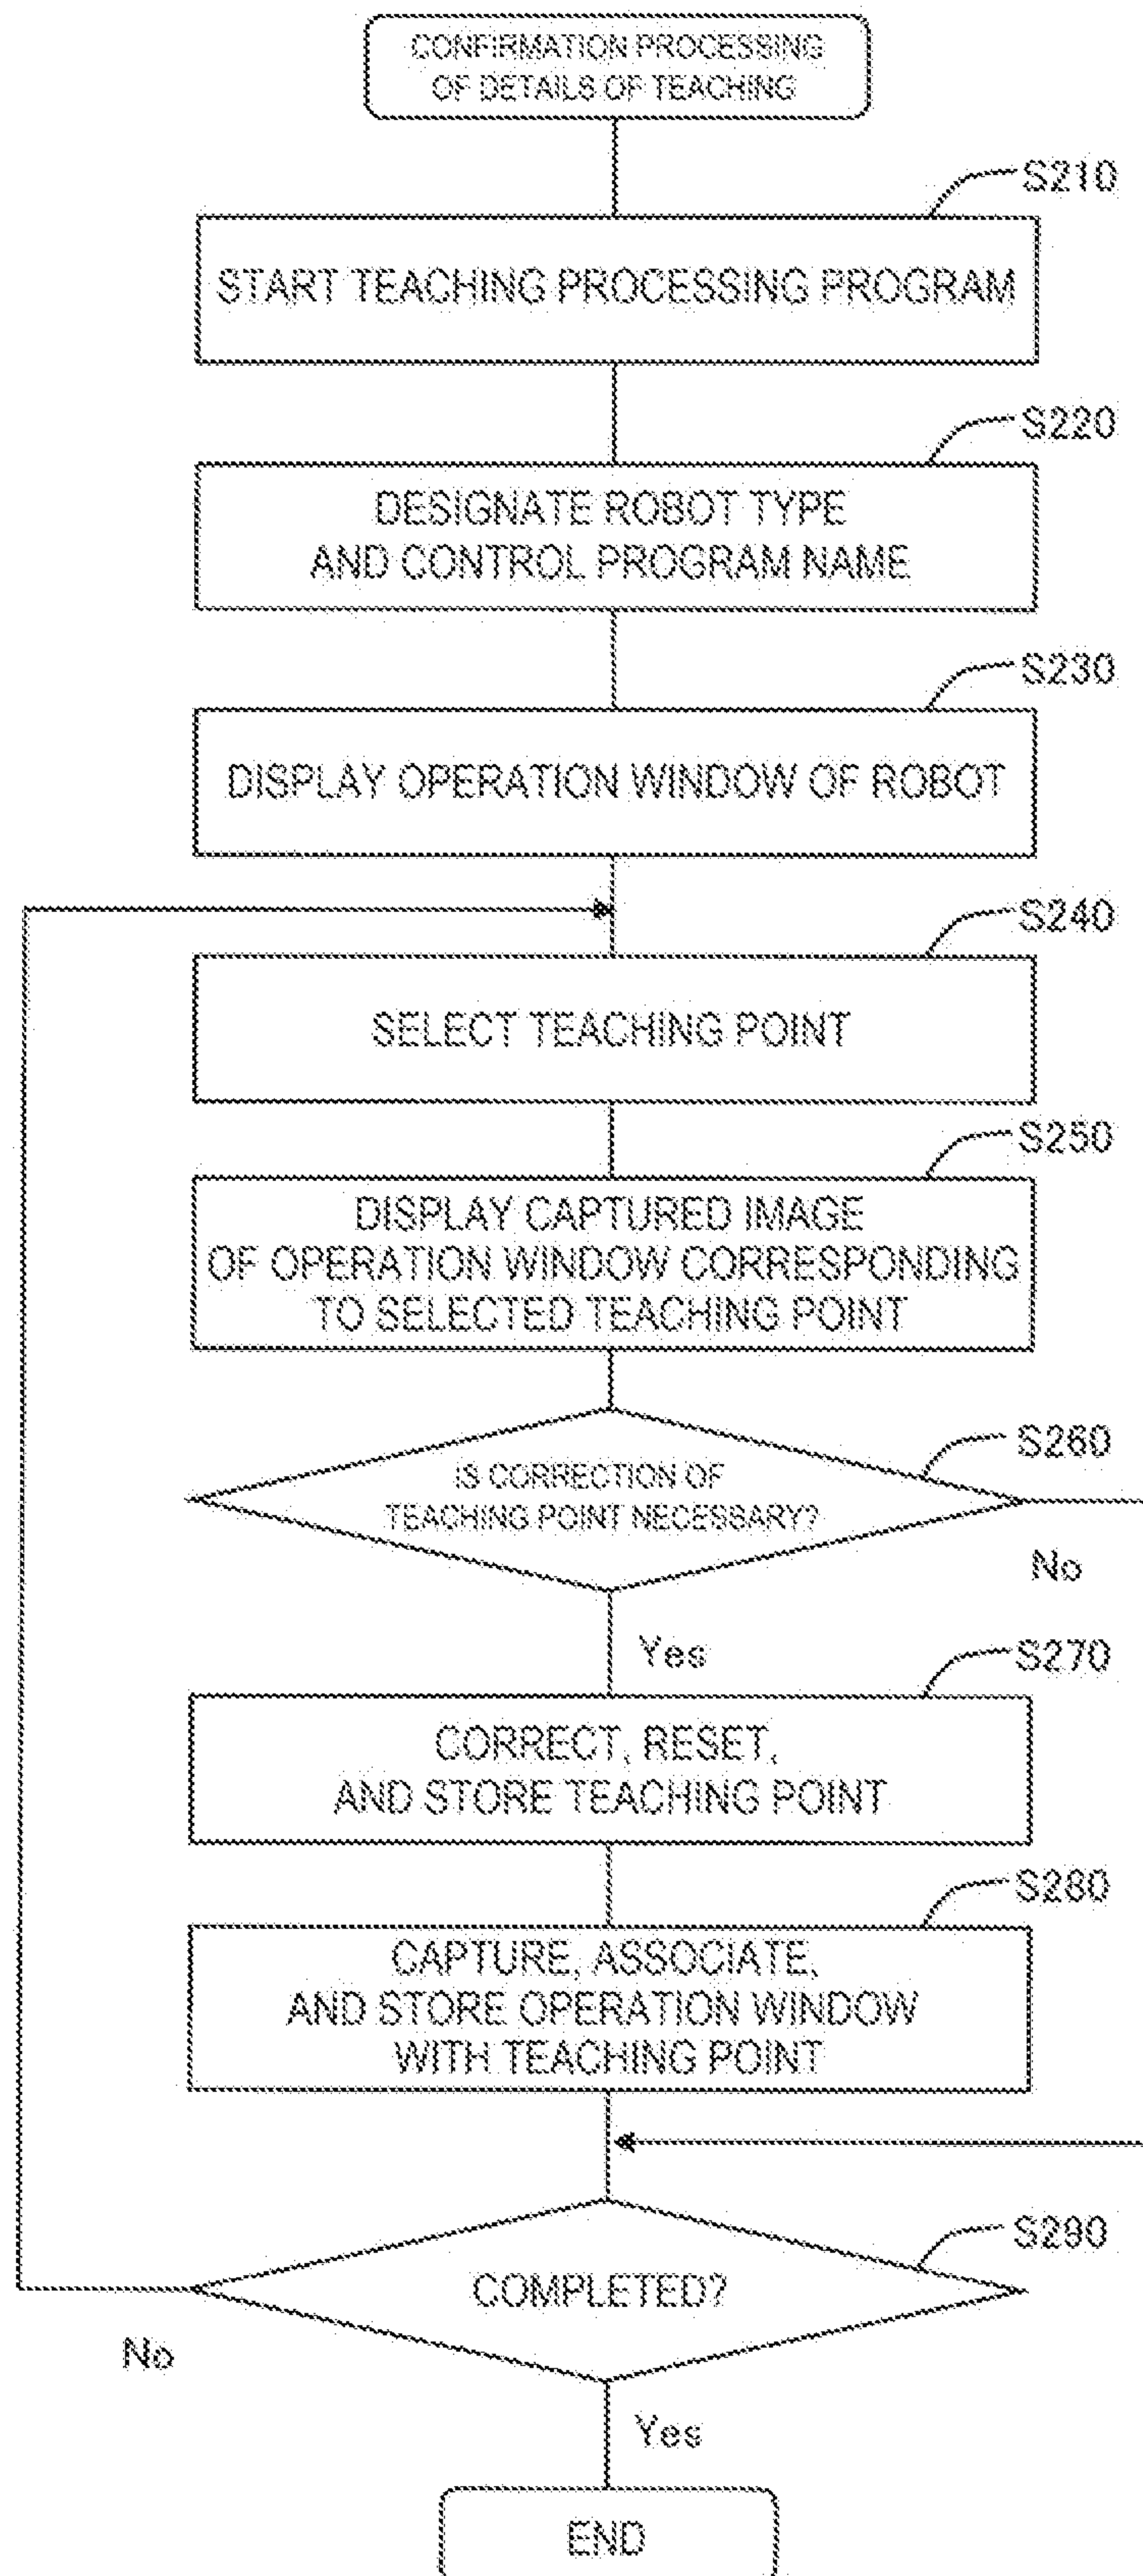 CONFIRMATION PROCESSING
OF DETAILS OF TEACHING
S210
START TEACHING PROCESSING PROGRAM
S220
DESIGNATE ROBOT TYPE
AND CONTROL PROGRAM NAME
S230
DISPLAY OPERATION WINDOW OF ROBOT
S240
SELECT TEACHING POINT
S250
DISPLAY CAPTURED IMAGE
OF OPERATION WINDOW CORRESPONDING
TO SELECTED TEACHING POINT
S260
IS CORRECTION OF
TEACHING POINT NECESSARY?
No
Yes
S270
CORRECT, RESET,
AND STORE TEACHING POINT
S280
CAPTURE, ASSOCIATE,
AND STORE OPERATION WINDOW
WITH TEACHING POINT
S290
COMPLETED?
No
Yes
END